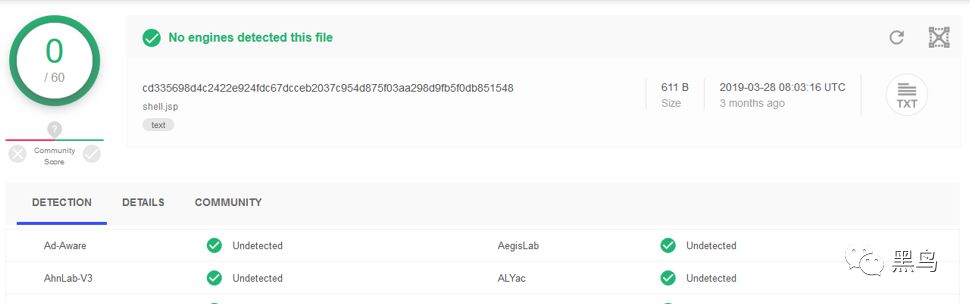 0
/ 60
?
Community
Score
No engines detected this file
cd335698d4c2422e924fdc67dcceb2037c954d875f03aa298d9fb5f0db851548
shell.jsp
text
611 B
Size
2019-03-28 08:03:16 UTC
3 months ago
TXT
DETECTION DETAILS COMMUNITY
Ad-Aware Undetected AegisLab Undetected
AhnLab-V3 Undetected ALYac Undetected
黑鸟